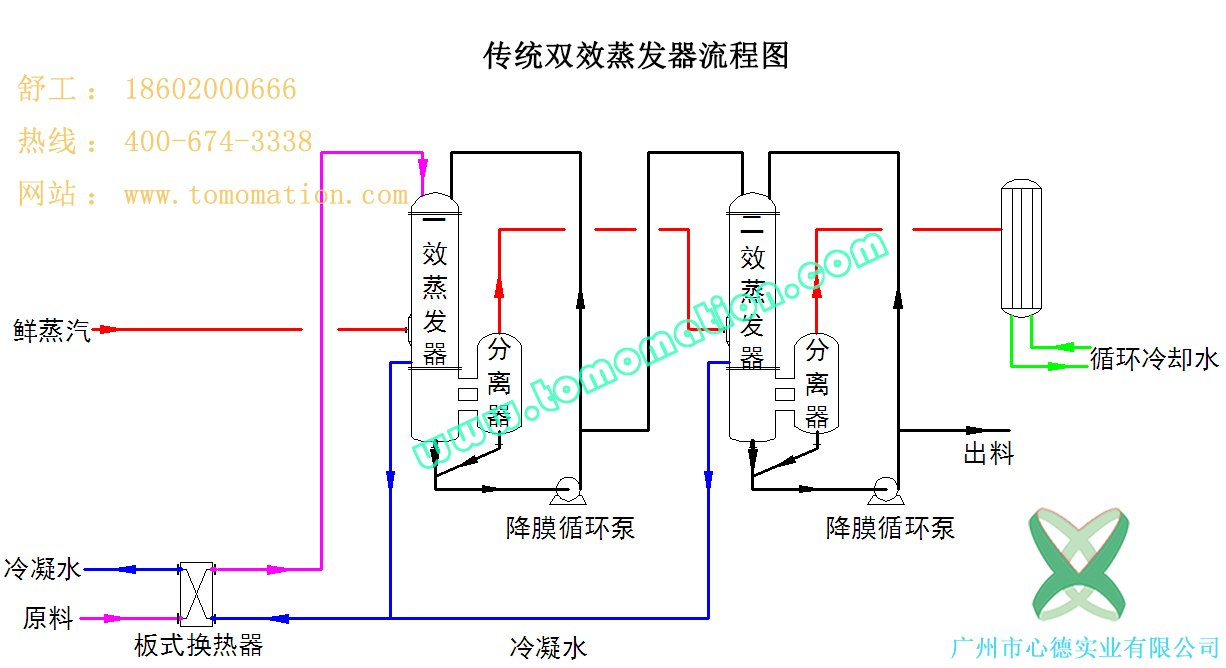 传统双效蒸发器流程图
舒工： 18602000666
热线： 400-674-3338
网站： www.tomomation.com
一效蒸发器
二效蒸发器
分离器
分离器
www.tomomation.com
鲜蒸汽
循环冷却水
出料
降膜循环泵
降膜循环泵
冷凝水
原料
板式换热器
冷凝水
广州市心德实业有限公司